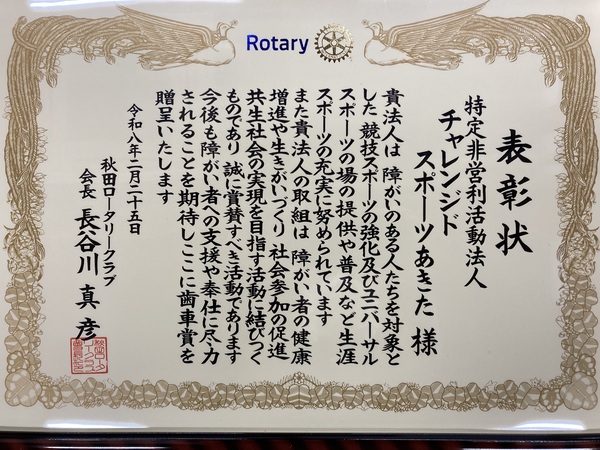 Rotary
表彰状
特定非営利活動法人
チャレンジド
スポーツあきた 様
貴法人は 障がいのある人たちを対象と
した 競技スポーツの強化及びユニバーサル
スポーツの場の提供や普及など生涯
スポーツの充実に努められています
また貴法人の取組は 障がい者の健康
増進や生きがいづくり 社会参加の促進
共生社会の実現を目指す活動に結びつく
ものであり 誠に賞賛すべき活動であります
今後も障がい者への支援や奉仕に尽力
されることを期待しここに歯車賞を
贈呈いたします
令和八年二月二十五日
秋田ロータリークラブ
会長 長谷川真彦